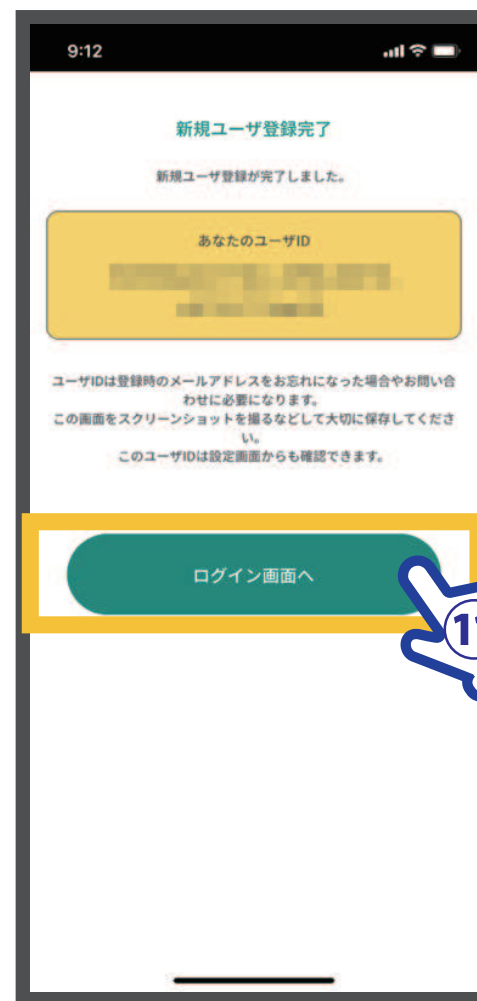 9:12
新規ユーザ登録完了
新規ユーザ登録が完了しました。
あなたのユーザID
ユーザIDは登録時のメールアドレスをお忘れになった場合やお問い合
わせに必要になります。
この画面をスクリーンショットを撮るなどして大切に保存してくださ
い。
このユーザIDは設定画面からも確認できます。
ログイン画面へ